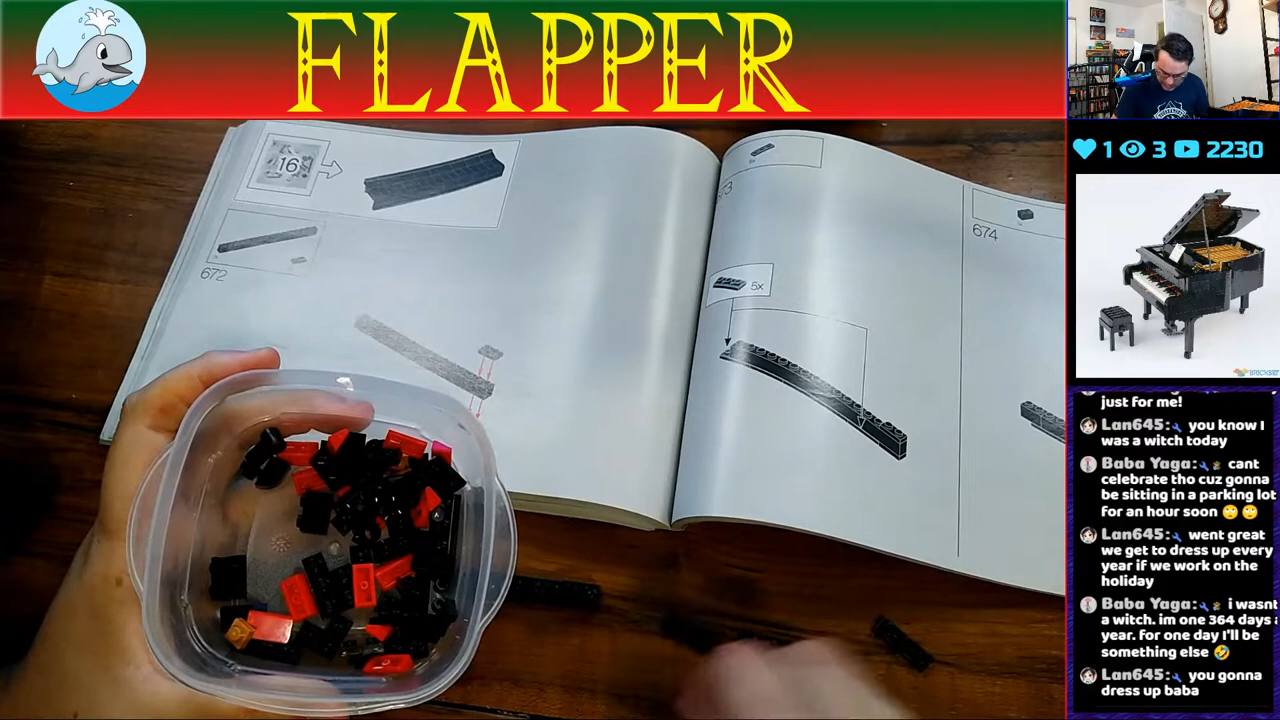 FLAPPER
1 3 2230
16
672
673
5x
674
just for me!
Lan645: you know I
was a witch today
Baba Yaga: cant
celebrate tho cuz gonna
be sitting in a parking lot
for an hour soon 🙄 🙄
Lan645: went great
we get to dress up every
year if we work on the
holiday
Baba Yaga: i wasnt
a witch. im one 364 days a
year. for one day I'll be
something else 🤣
Lan645: you gonna
dress up baba